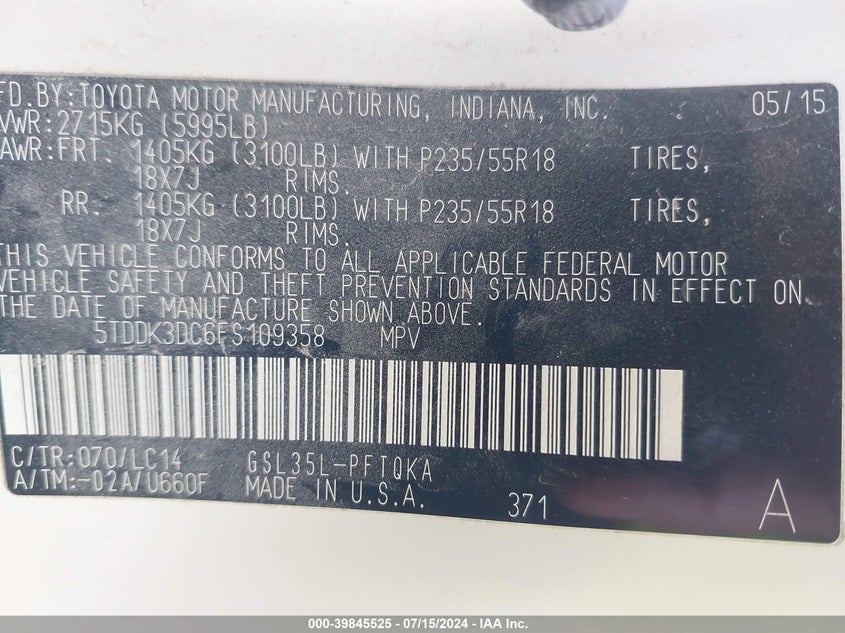 FD. BY: TOYOTA MOTOR MANUFACTURING, INDIANA, INC. 05/15
VWR: 2715KG (5995LB)
AWR: FRT. 1405KG (3100LB) WITH P235/55R18 TIRES,
18X7J RIMS.
RR. 1405KG (3100LB) WITH P235/55R18 TIRES,
18X7J RIMS.
THIS VEHICLE CONFORMS TO ALL APPLICABLE FEDERAL MOTOR
VEHICLE SAFETY AND THEFT PREVENTION STANDARDS IN EFFECT ON
THE DATE OF MANUFACTURE SHOWN ABOVE.
5TDDK3DC6FS109358 MPV
C/TR: 070/LC14 GSL35L-PFTQKA
A/TM: -02A/U660F MADE IN U.S.A. 371 A
000-39845525 - 07/15/2024 - IAA Inc.